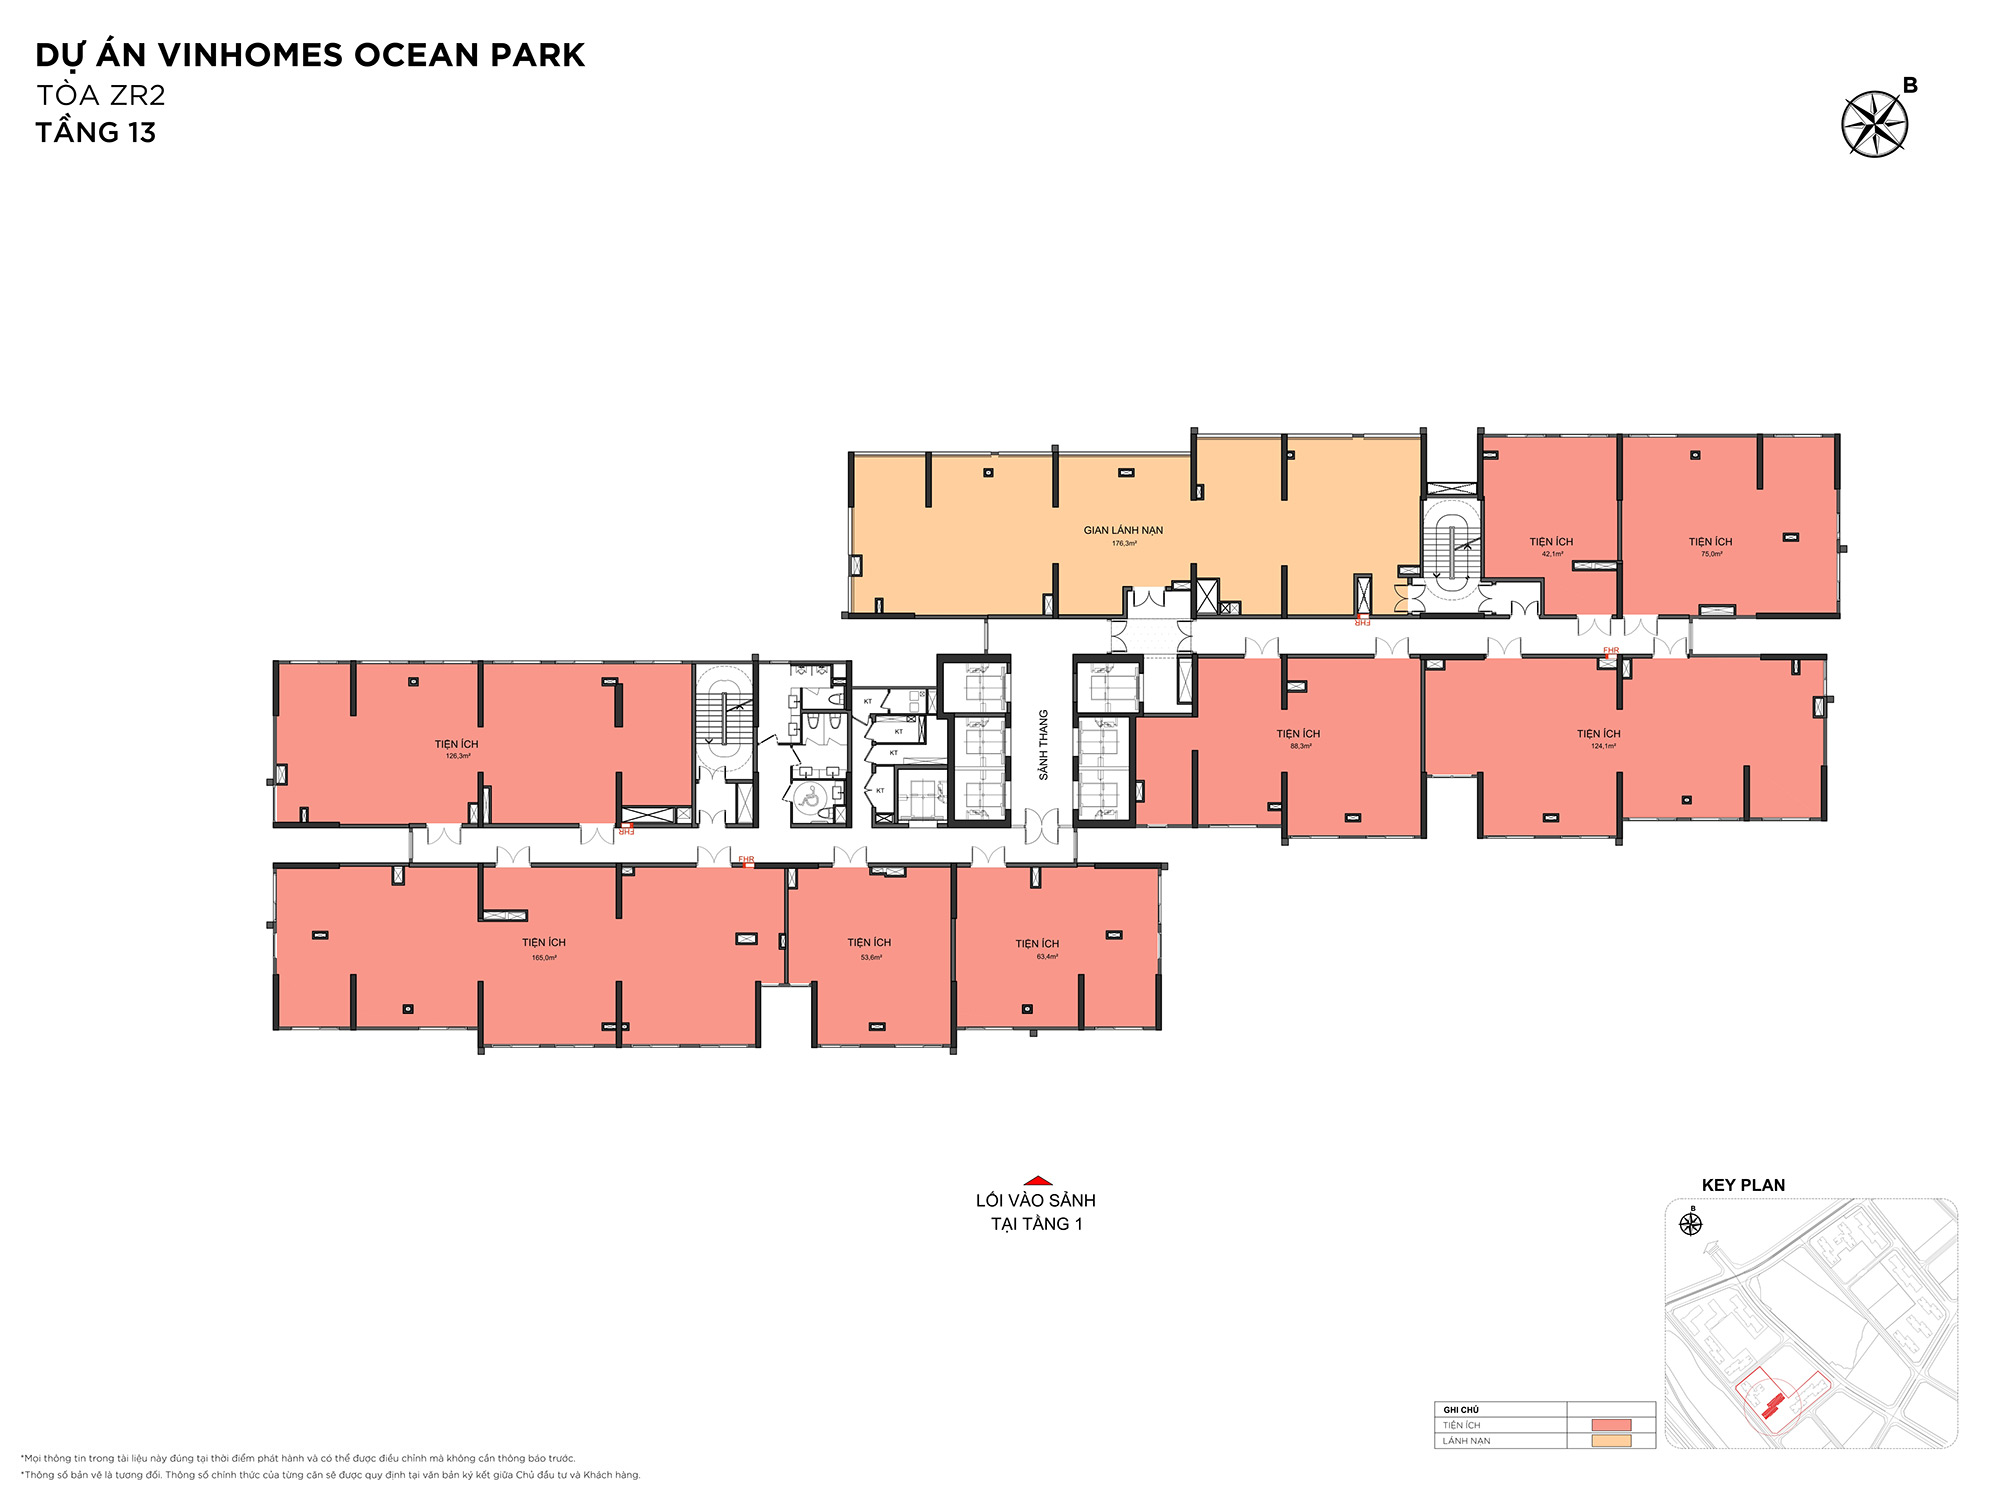 DỰ ÁN VINHOMES OCEAN PARK
TÒA ZR2
TẦNG 13
B
GIAN LÁNH NẠN
176,3m²
TIỆN ÍCH
42,1m²
TIỆN ÍCH
75,0m²
FHR
FHR
TIỆN ÍCH
126,3m²
KT
KT
KT
KT
SẢNH THANG
TIỆN ÍCH
88,3m²
TIỆN ÍCH
124,1m²
FHR
FHR
TIỆN ÍCH
165,0m²
TIỆN ÍCH
53,6m²
TIỆN ÍCH
63,4m²
LỐI VÀO SẢNH
TẠI TẦNG 1
KEY PLAN
B
GHI CHÚ
TIỆN ÍCH
LÁNH NẠN
*Mọi thông tin trong tài liệu này đúng tại thời điểm phát hành và có thể được điều chỉnh mà không cần thông báo trước.
*Thông số bản vẽ là tương đối. Thông số chính thức của từng căn sẽ được quy định tại văn bản ký kết giữa Chủ đầu tư và Khách hàng.